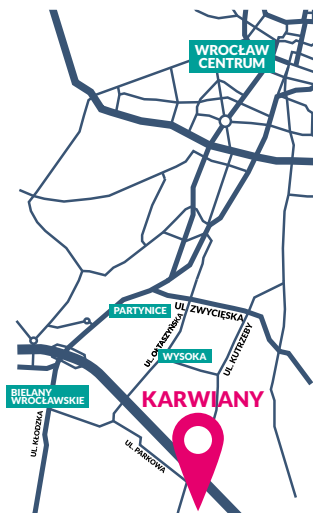 WROCŁAW
CENTRUM
PARTYNICE
UL. ZWYCIĘSKA
UL. OŁTASZYŃSKA
WYSOKA
UL. KUTRZEBY
BIELANY
WROCŁAWSKIE
KARWIANY
UL. KŁODZKA
UL. PARKOWA